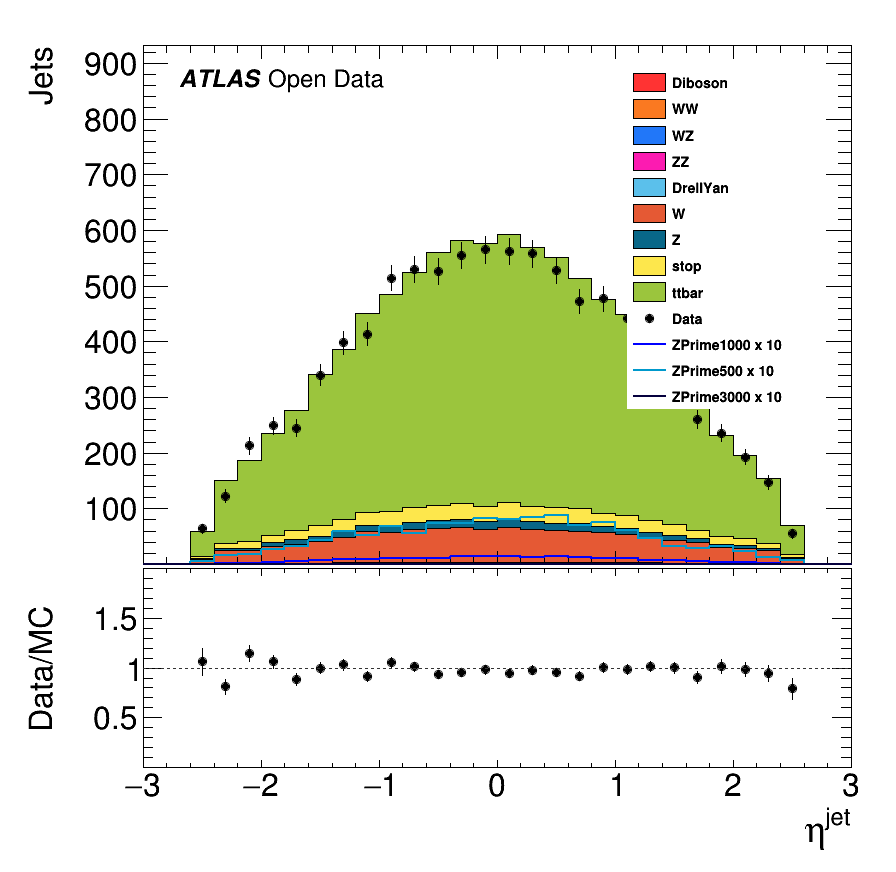 Jets
900
800
700
600
500
400
300
200
100
ATLAS Open Data
Diboson
WW
WZ
ZZ
DrellYan
W
Z
stop
ttbar
Data
ZPrime1000 x 10
ZPrime500 x 10
ZPrime3000 x 10
Data/MC
1.5
1
0.5
−3 −2 −1 0 1 2 3
η^jet